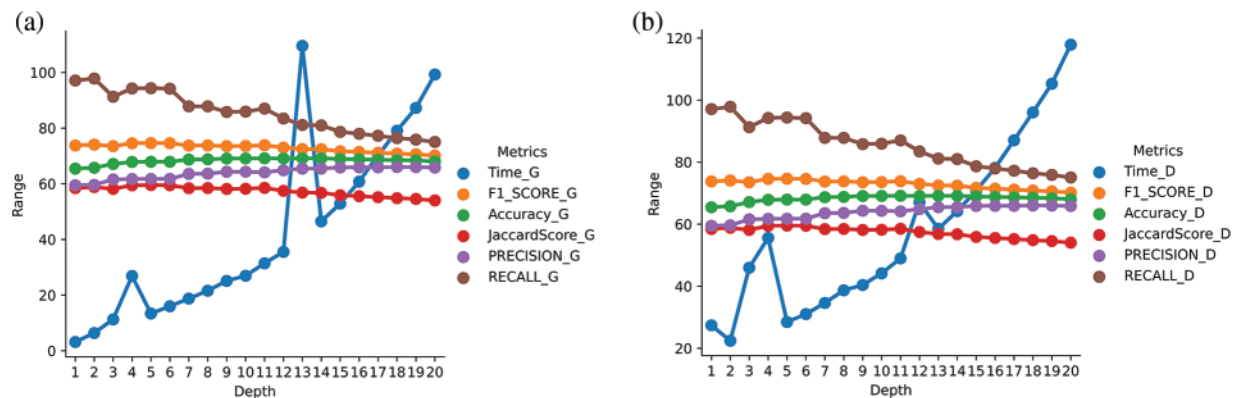 (a)
100
80
60
40
20
0
Range
1 2 3 4 5 6 7 8 9 10 11 12 13 14 15 16 17 18 19 20
Depth
Metrics
Time_G
F1_SCORE_G
Accuracy_G
JaccardScore_G
PRECISION_G
RECALL_G
(b)
120
100
80
60
40
20
Range
1 2 3 4 5 6 7 8 9 10 11 12 13 14 15 16 17 18 19 20
Depth
Metrics
Time_D
F1_SCORE_D
Accuracy_D
JaccardScore_D
PRECISION_D
RECALL_D